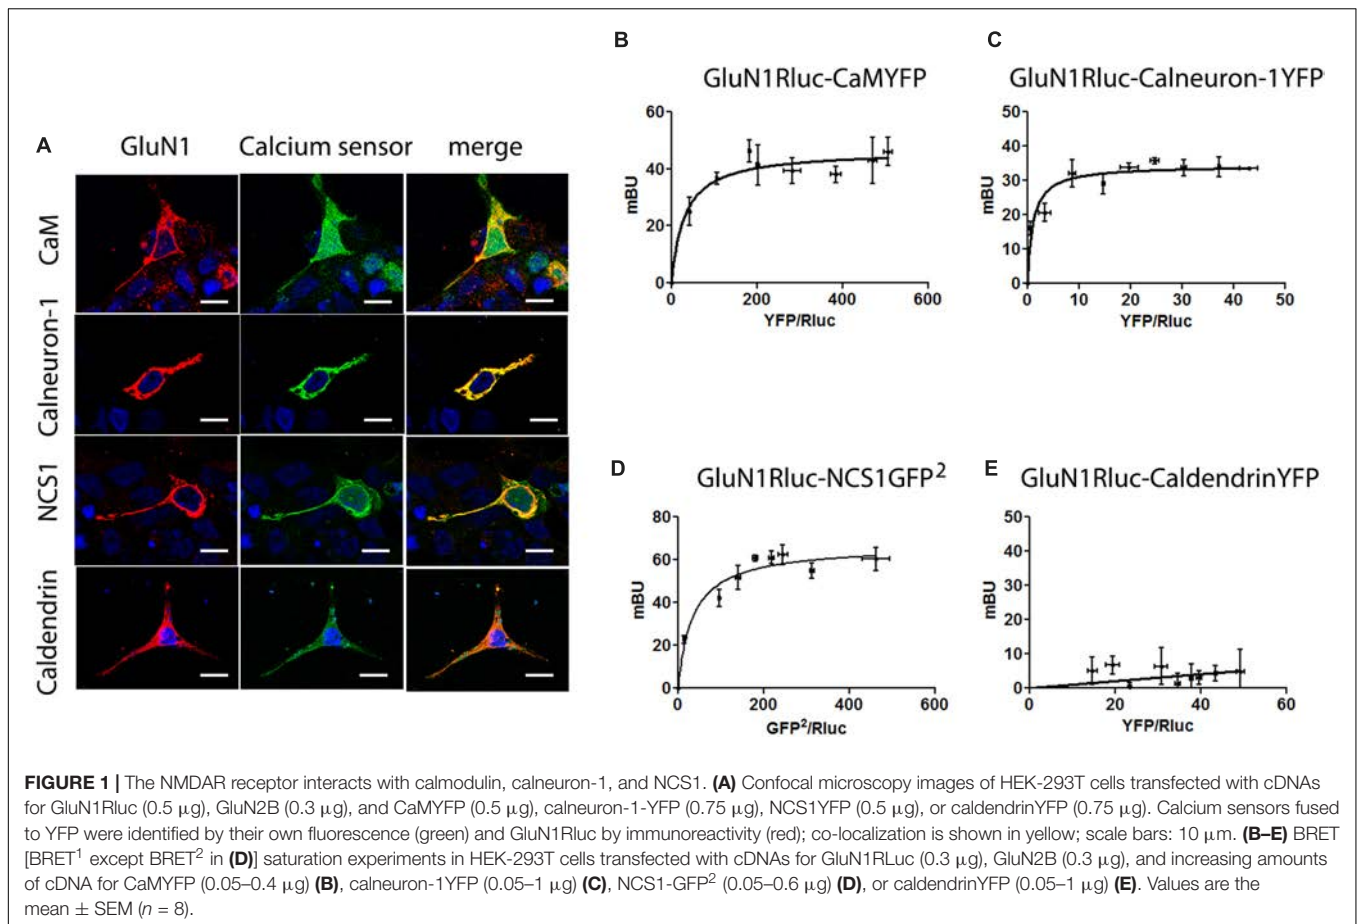 A
GluN1 Calcium sensor merge
CaM
Calneuron-1
NCS1
Caldendrin
B
GluN1Rluc-CaMYFP
mBU
60
40
20
0
0 200 400 600
YFP/Rluc
C
GluN1Rluc-Calneuron-1YFP
mBU
50
40
30
20
10
0
0 10 20 30 40 50
YFP/Rluc
D
GluN1Rluc-NCS1GFP²
mBU
80
60
40
20
0
0 200 400 600
GFP²/Rluc
E
GluN1Rluc-CaldendrinYFP
mBU
50
40
30
20
10
0
0 20 40 60
YFP/Rluc
FIGURE 1 | The NMDAR receptor interacts with calmodulin, calneuron-1, and NCS1. (A) Confocal microscopy images of HEK-293T cells transfected with cDNAs
for GluN1Rluc (0.5 μg), GluN2B (0.3 μg), and CaMYFP (0.5 μg), calneuron-1-YFP (0.75 μg), NCS1YFP (0.5 μg), or caldendrinYFP (0.75 μg). Calcium sensors fused
to YFP were identified by their own fluorescence (green) and GluN1Rluc by immunoreactivity (red); co-localization is shown in yellow; scale bars: 10 μm. (B–E) BRET
[BRET¹ except BRET² in (D)] saturation experiments in HEK-293T cells transfected with cDNAs for GluN1RLuc (0.3 μg), GluN2B (0.3 μg), and increasing amounts
of cDNA for CaMYFP (0.05–0.4 μg) (B), calneuron-1YFP (0.05–1 μg) (C), NCS1-GFP² (0.05–0.6 μg) (D), or caldendrinYFP (0.05–1 μg) (E). Values are the
mean ± SEM (n = 8).